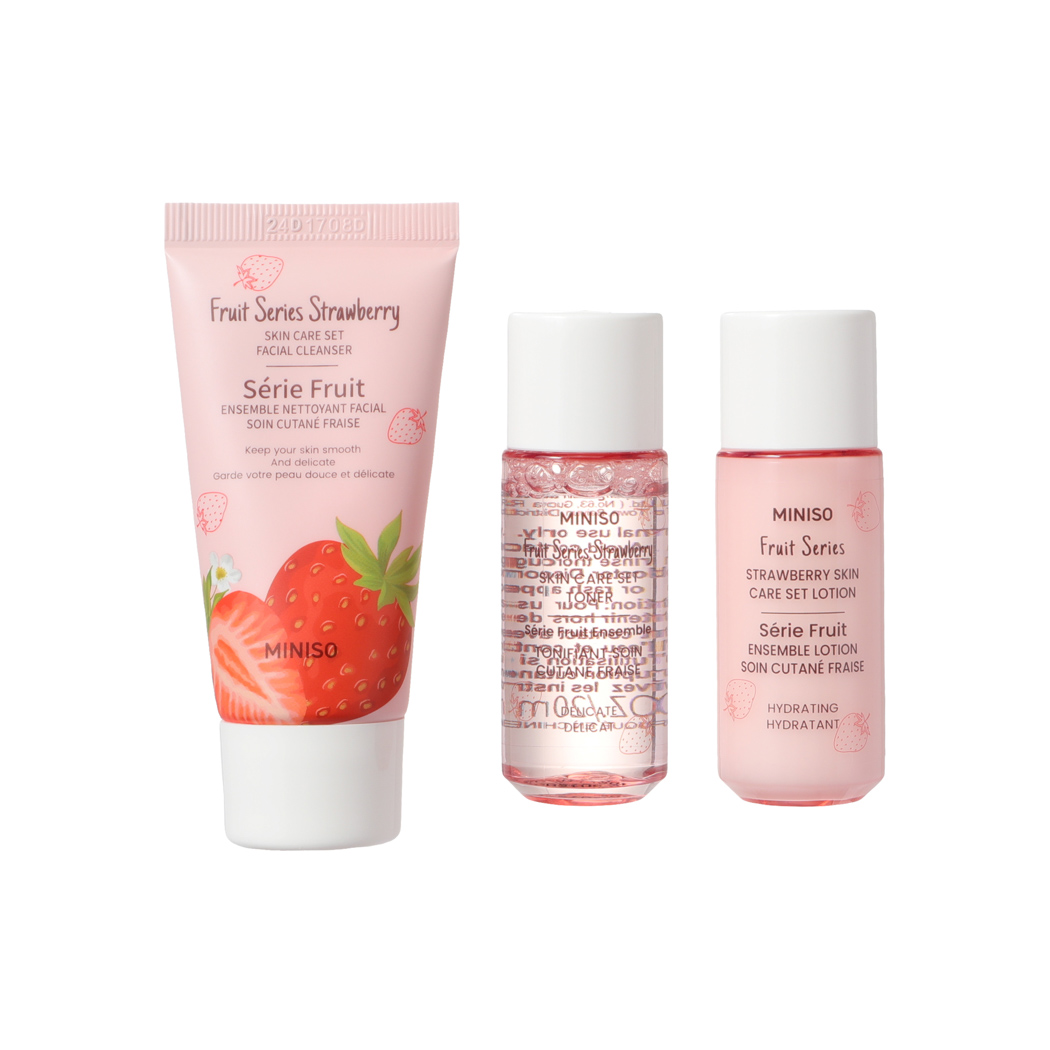 24D1708D
Fruit Series Strawberry
SKIN CARE SET
FACIAL CLEANSER
Série Fruit
ENSEMBLE NETTOYANT FACIAL
SOIN CUTANÉ FRAISE
Keep your skin smooth
And delicate
Garde votre peau douce et délicate
MINISO
MINISO
Fruit Series Strawberry
SKIN CARE SET
TONER
Série Fruit Ensemble
TONIFIANT SOIN
CUTANÉ FRAISE
DELICATE
DÉLICAT
MINISO
Fruit Series
STRAWBERRY SKIN
CARE SET LOTION
Série Fruit
ENSEMBLE LOTION
SOIN CUTANÉ FRAISE
HYDRATING
HYDRATANT